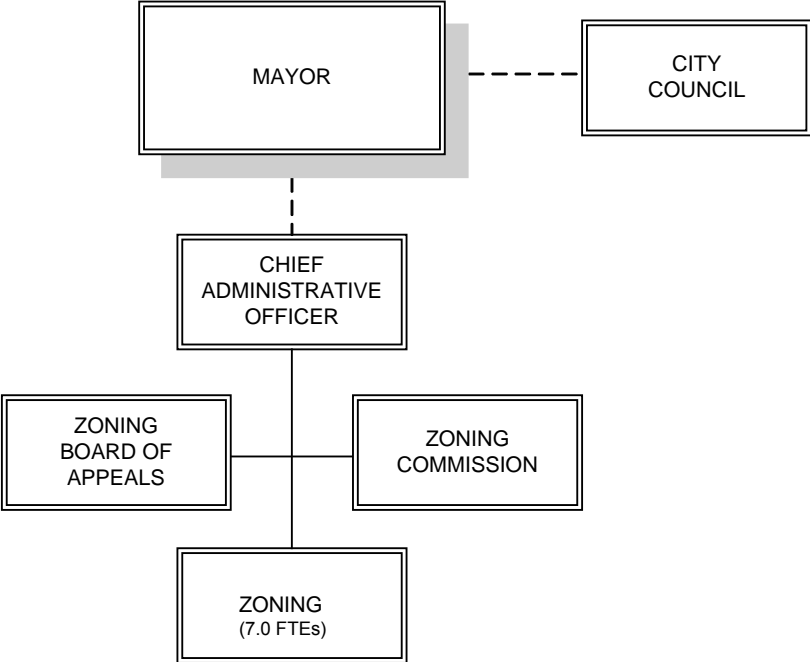 MAYOR
CITY
COUNCIL
CHIEF
ADMINISTRATIVE
OFFICER
ZONING
BOARD OF
APPEALS
ZONING
COMMISSION
ZONING
(7.0 FTEs)